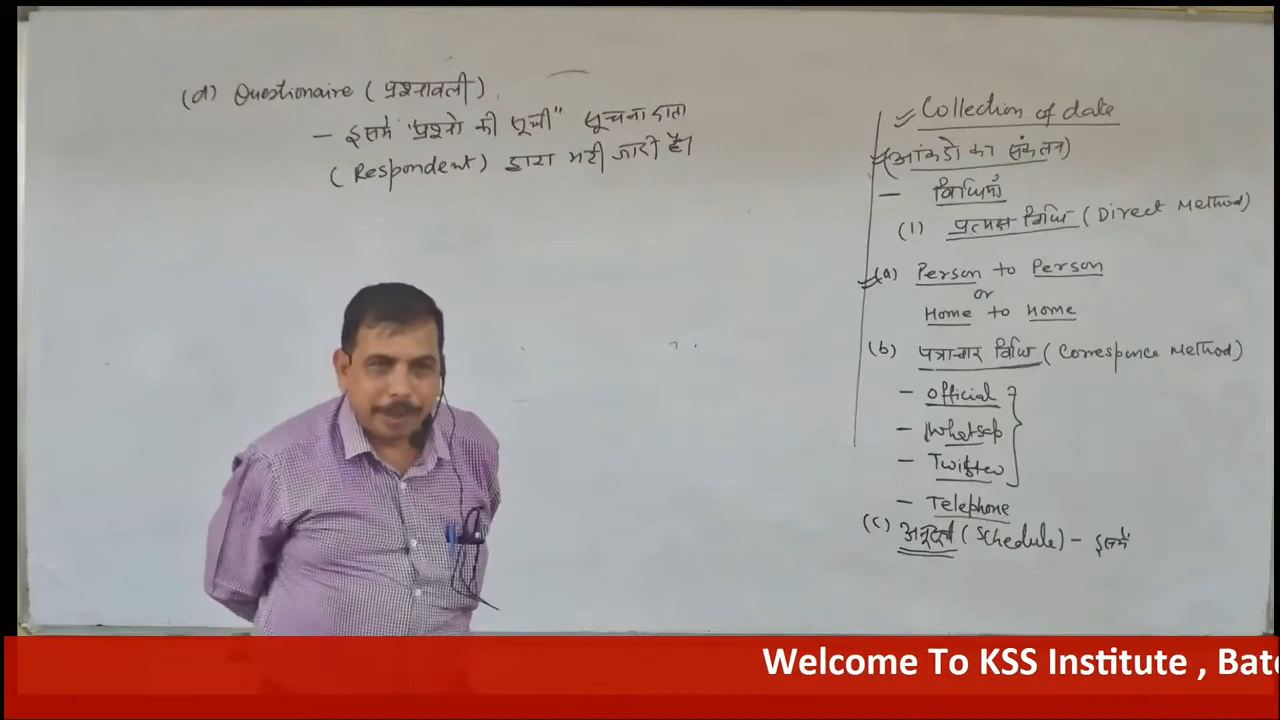 (d) Questionaire (प्रश्नावली)
– इसमें "प्रश्नो की सूची" सूचना दाता
(Respondent) द्वारा भरी जाती है।
Collection of date
(आंकडो का संकलन)
– विधियाँ
(1) प्रत्यक्ष विधि (Direct Method)
(a) Person to Person
or
Home to Home
(b) पत्राचार विधि (Correspence Method)
– Official
– Whatsap
– Twitter
– Telephone
(c) अनुसूची (Schedule) – इसमें
Welcome To KSS Institute , Bat